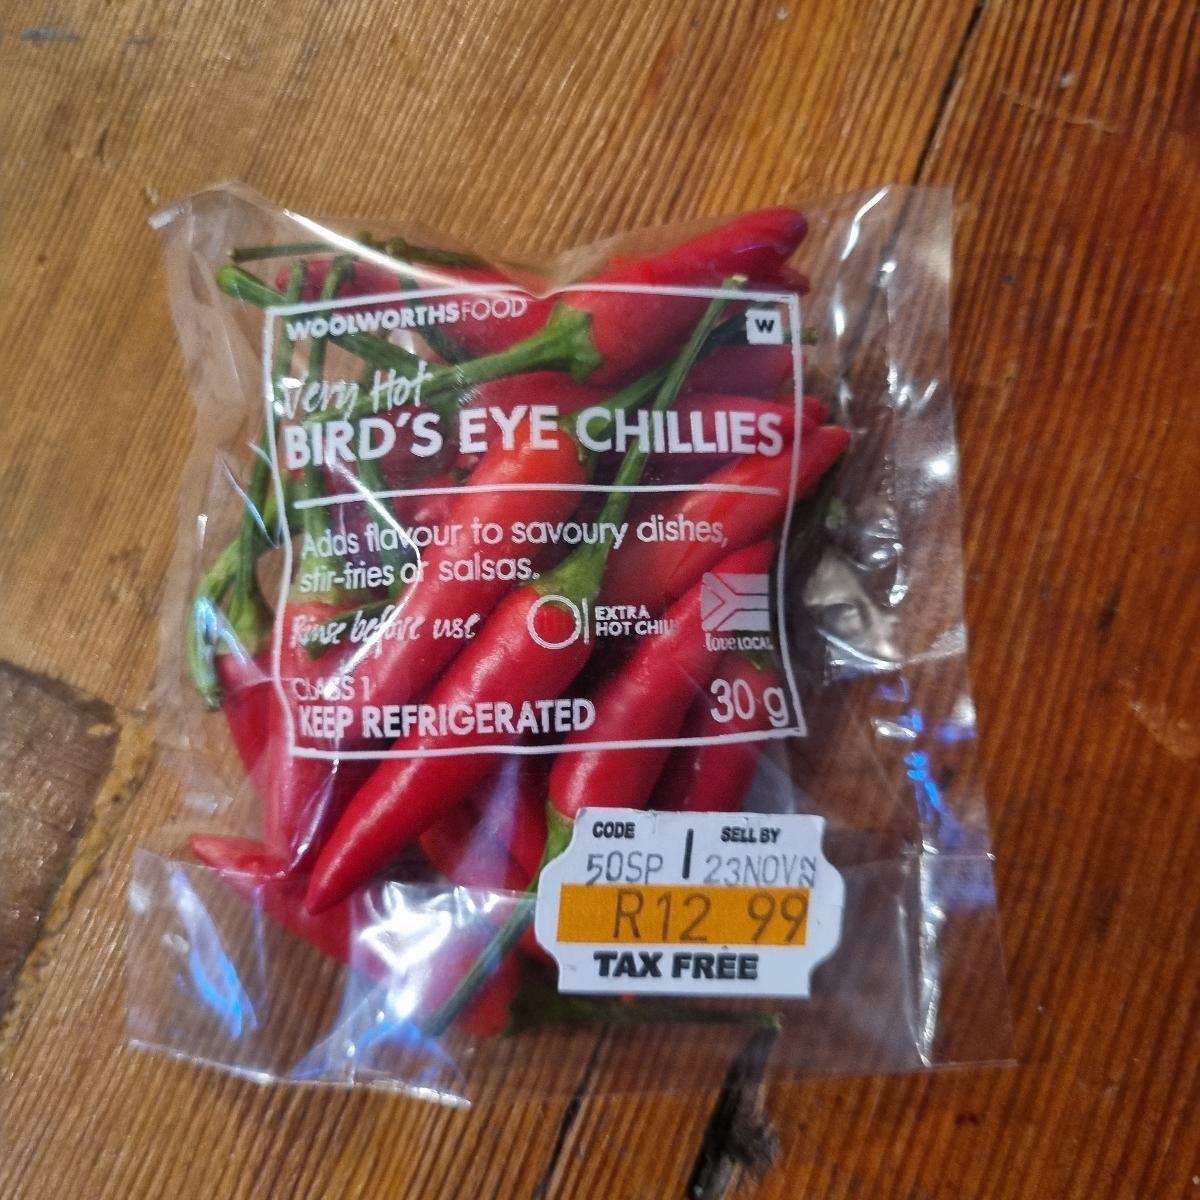 WOOLWORTHSFOOD
W
Very Hot
BIRD'S EYE CHILLIES
Adds flavour to savoury dishes,
stir-fries or salsas.
Rinse before use
EXTRA
HOT CHILLI
love LOCAL
CLASS 1
KEEP REFRIGERATED
30 g
CODE | SELL BY
50SP 23NOV
R12 99
TAX FREE